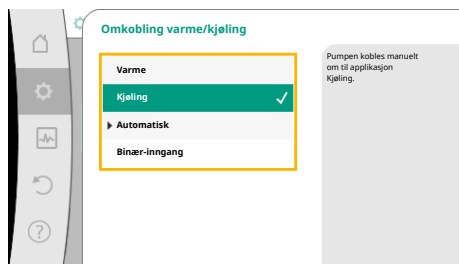 Omkobling varme/kjøling
Varme
Kjøling
Automatisk
Binær-inngang
Pumpen kobles manuelt
om til applikasjon
Kjøling.